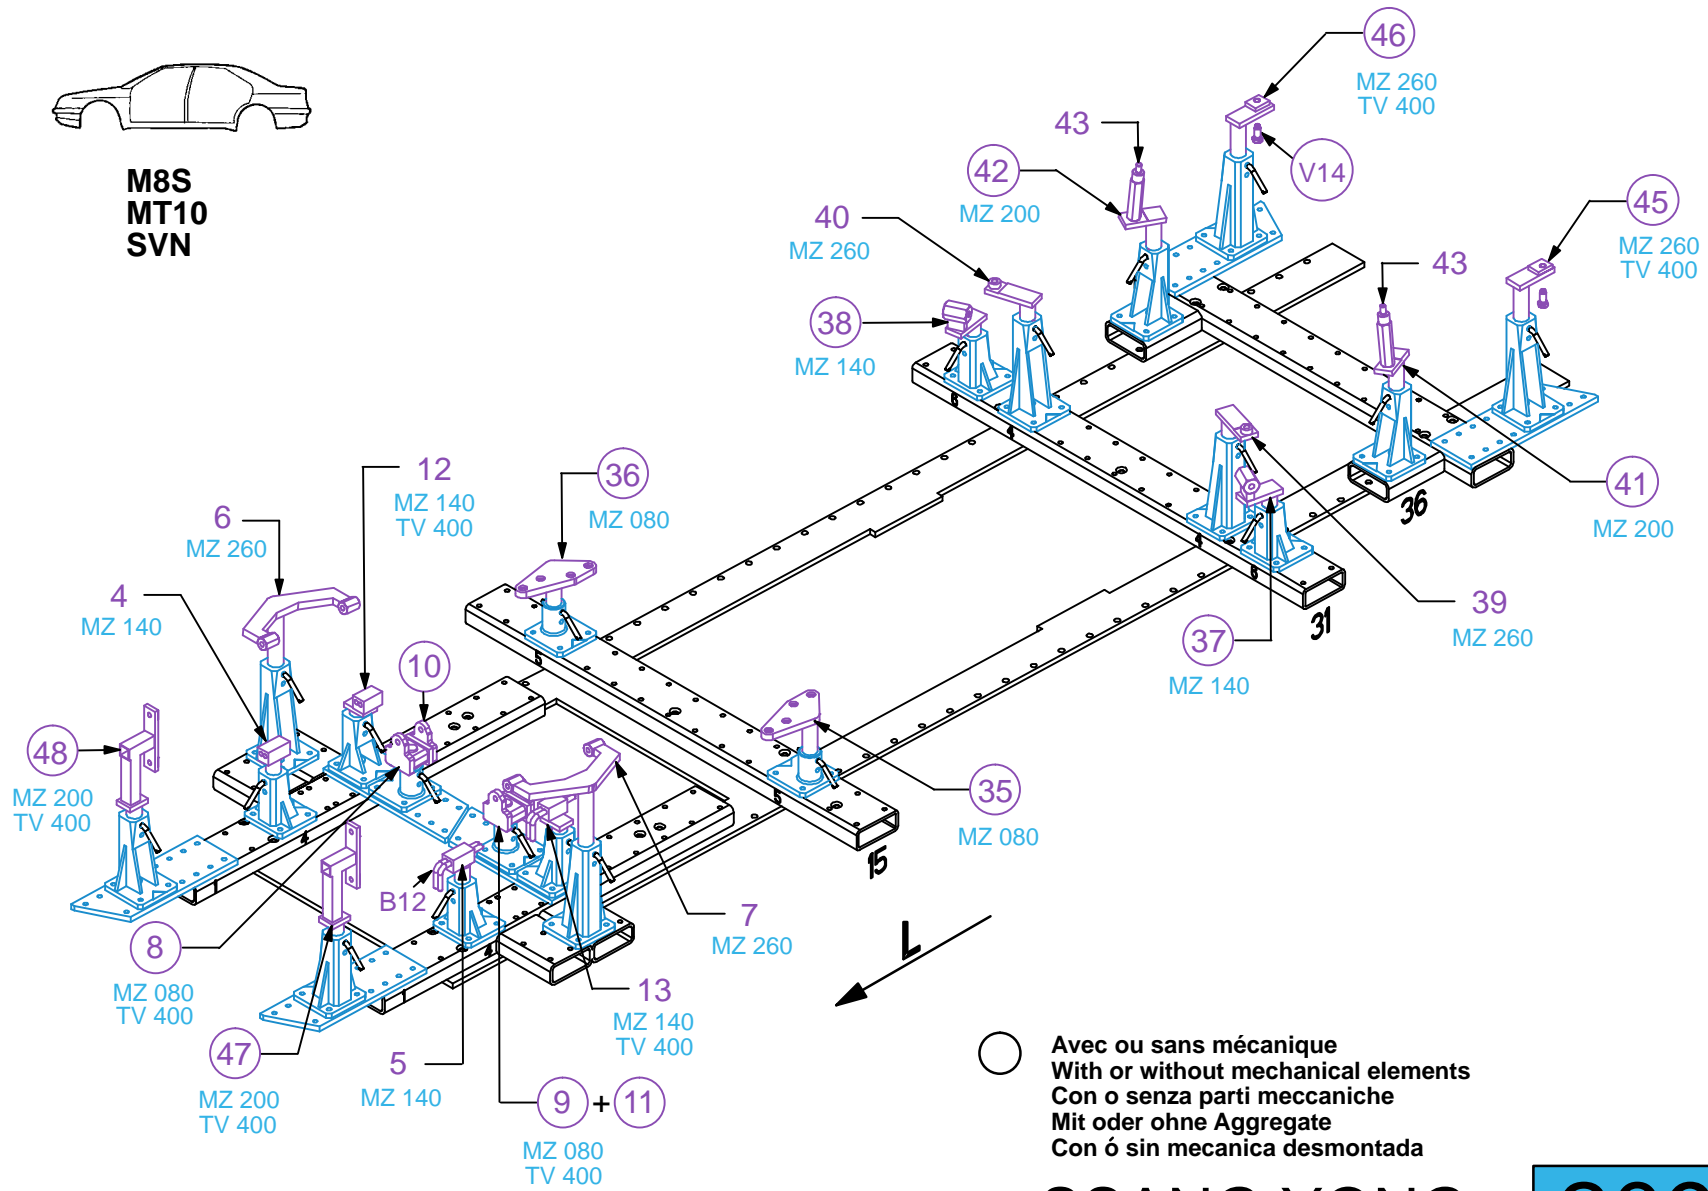 M8S
MT10
SVN
46
MZ 260
TV 400
43
42
MZ 200
V14
45
MZ 260
TV 400
40
MZ 260
43
38
MZ 140
41
MZ 200
36
12
MZ 140
TV 400
36
MZ 080
6
MZ 260
4
MZ 140
39
MZ 260
31
37
MZ 140
10
48
MZ 200
TV 400
35
MZ 080
15
B12
7
MZ 260
L
8
MZ 080
TV 400
13
MZ 140
TV 400
47
MZ 200
TV 400
5
MZ 140
9 + 11
MZ 080
TV 400
Avec ou sans mécanique
With or without mechanical elements
Con o senza parti meccaniche
Mit oder ohne Aggregate
Con ó sin mecanica desmontada